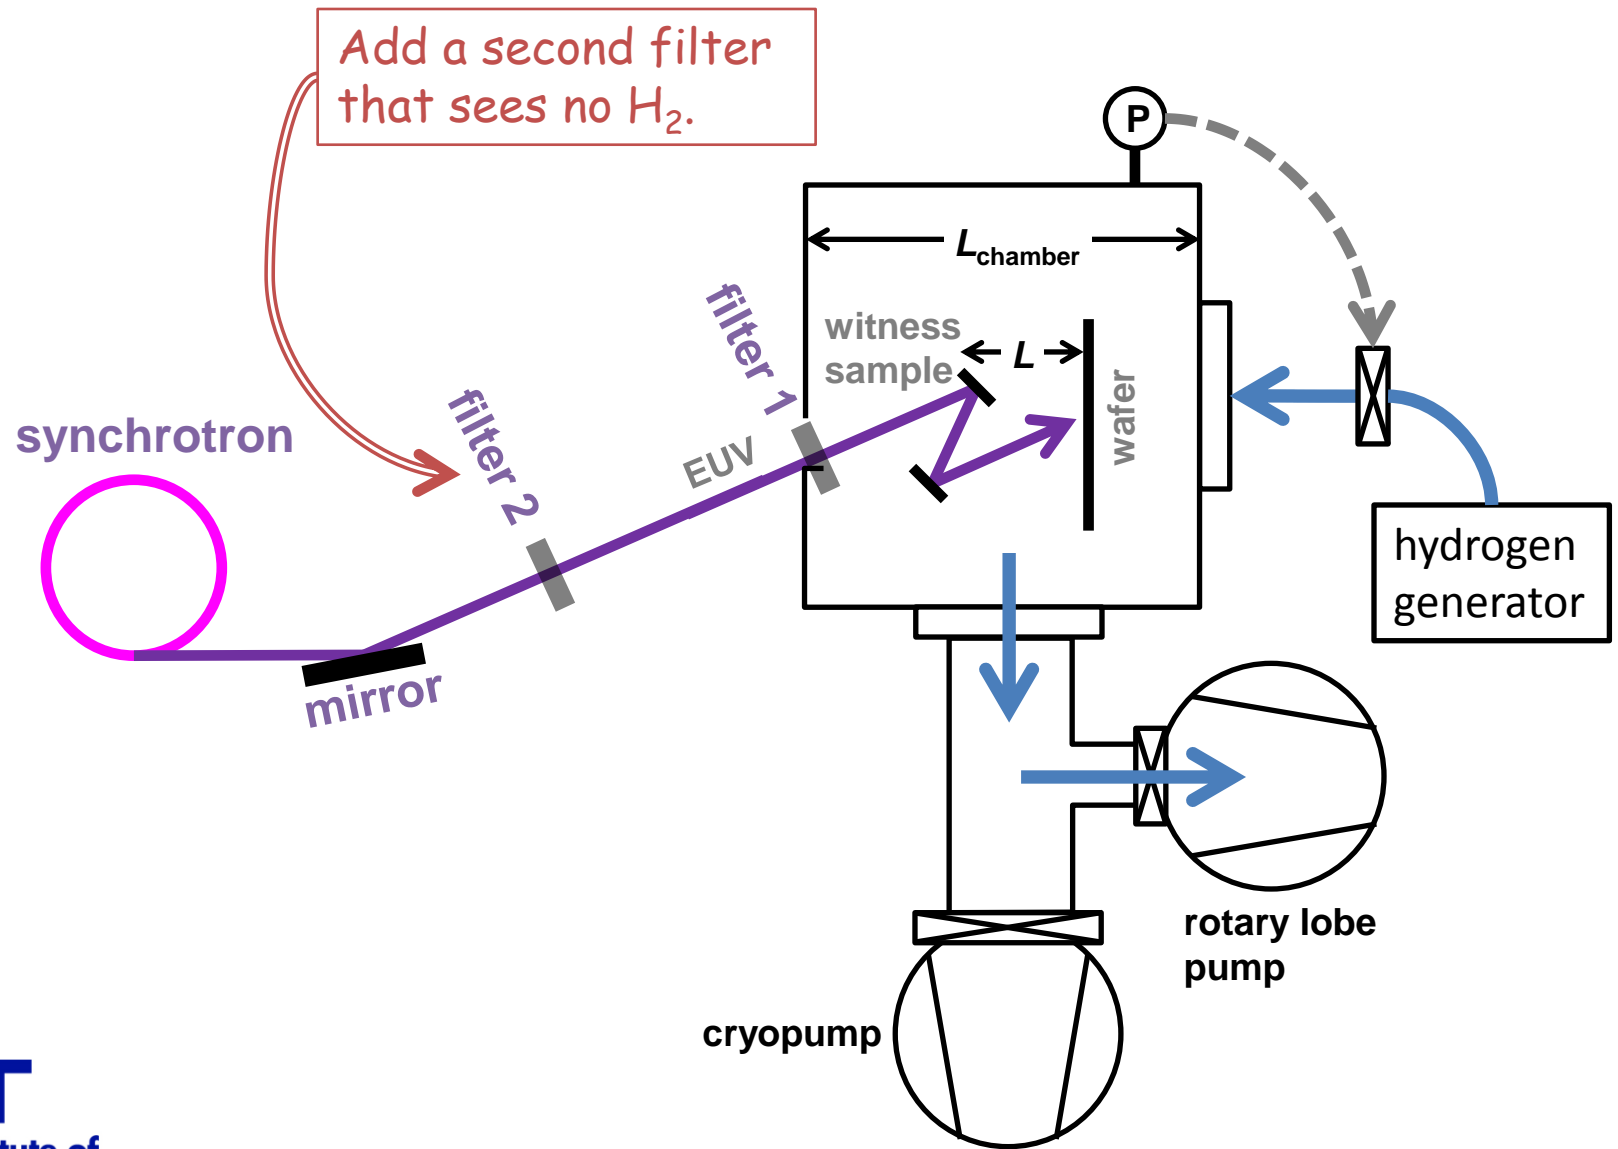 Add a second filter
that sees no H₂.
P
L chamber
filter 1
witness
sample
L
wafer
synchrotron
filter 2
EUV
mirror
hydrogen
generator
rotary lobe
pump
cryopump